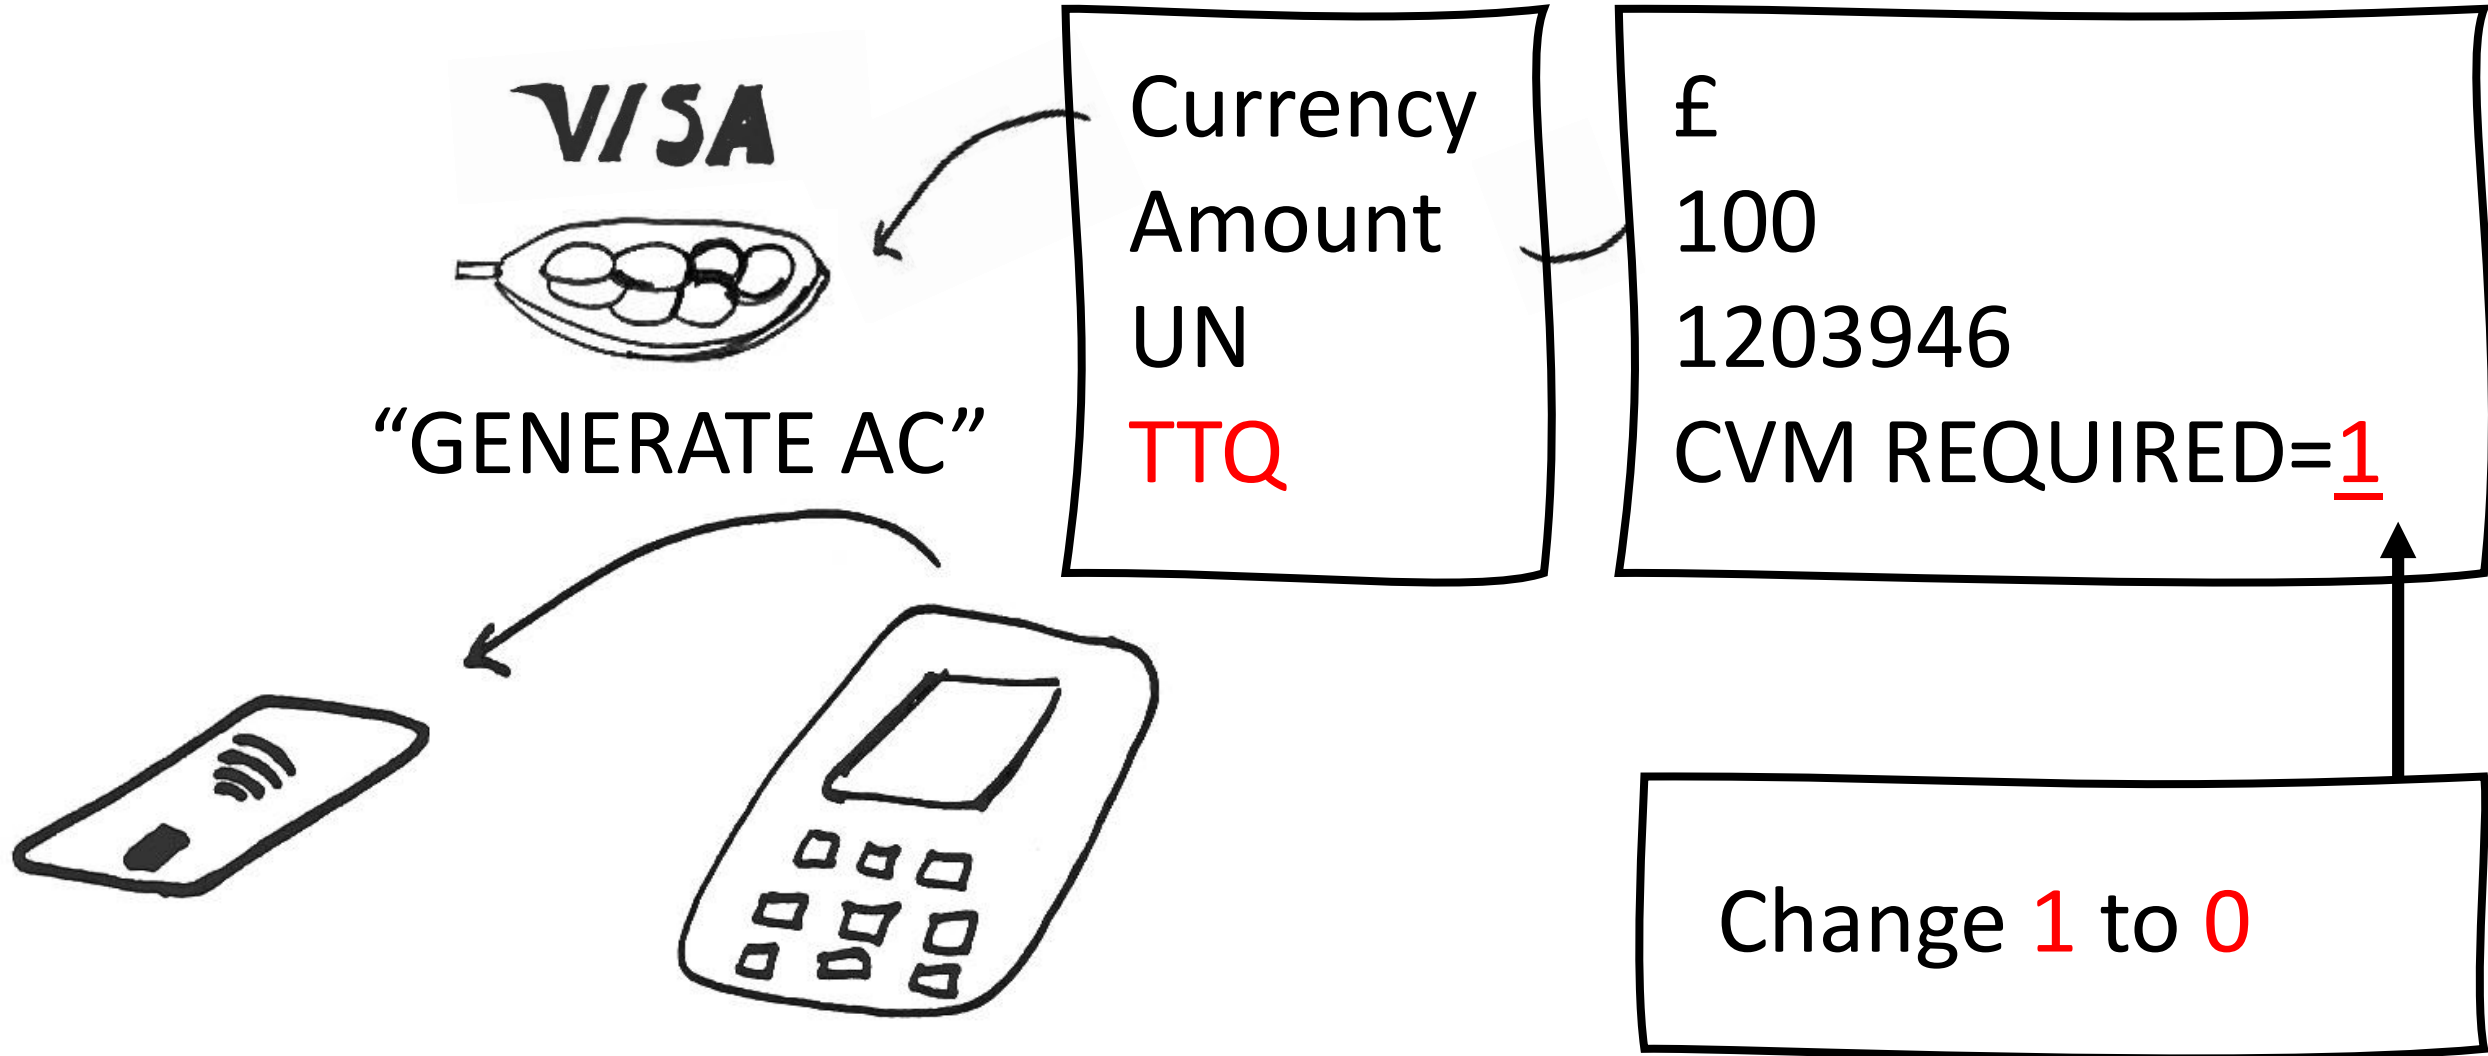 VISA
“GENERATE AC”
Currency
Amount
UN
TTQ
£
100
1203946
CVM REQUIRED=1
Change 1 to 0